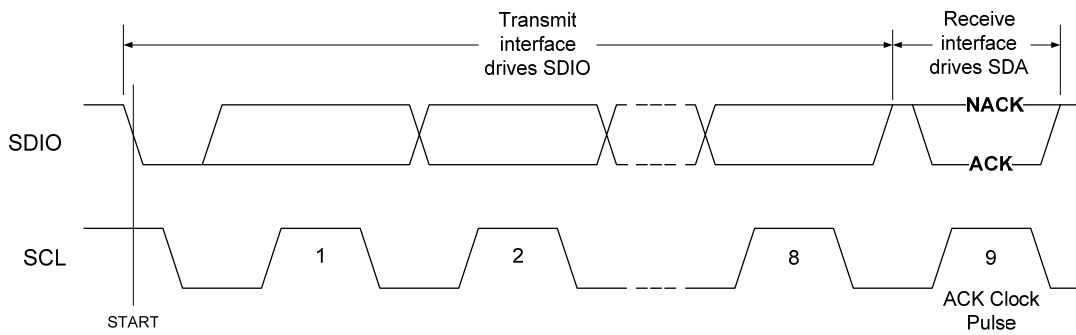 Transmit
interface
drives SDIO
Receive
interface
drives SDA
SDIO
NACK
ACK
SCL
1
2
8
9
START
ACK Clock
Pulse